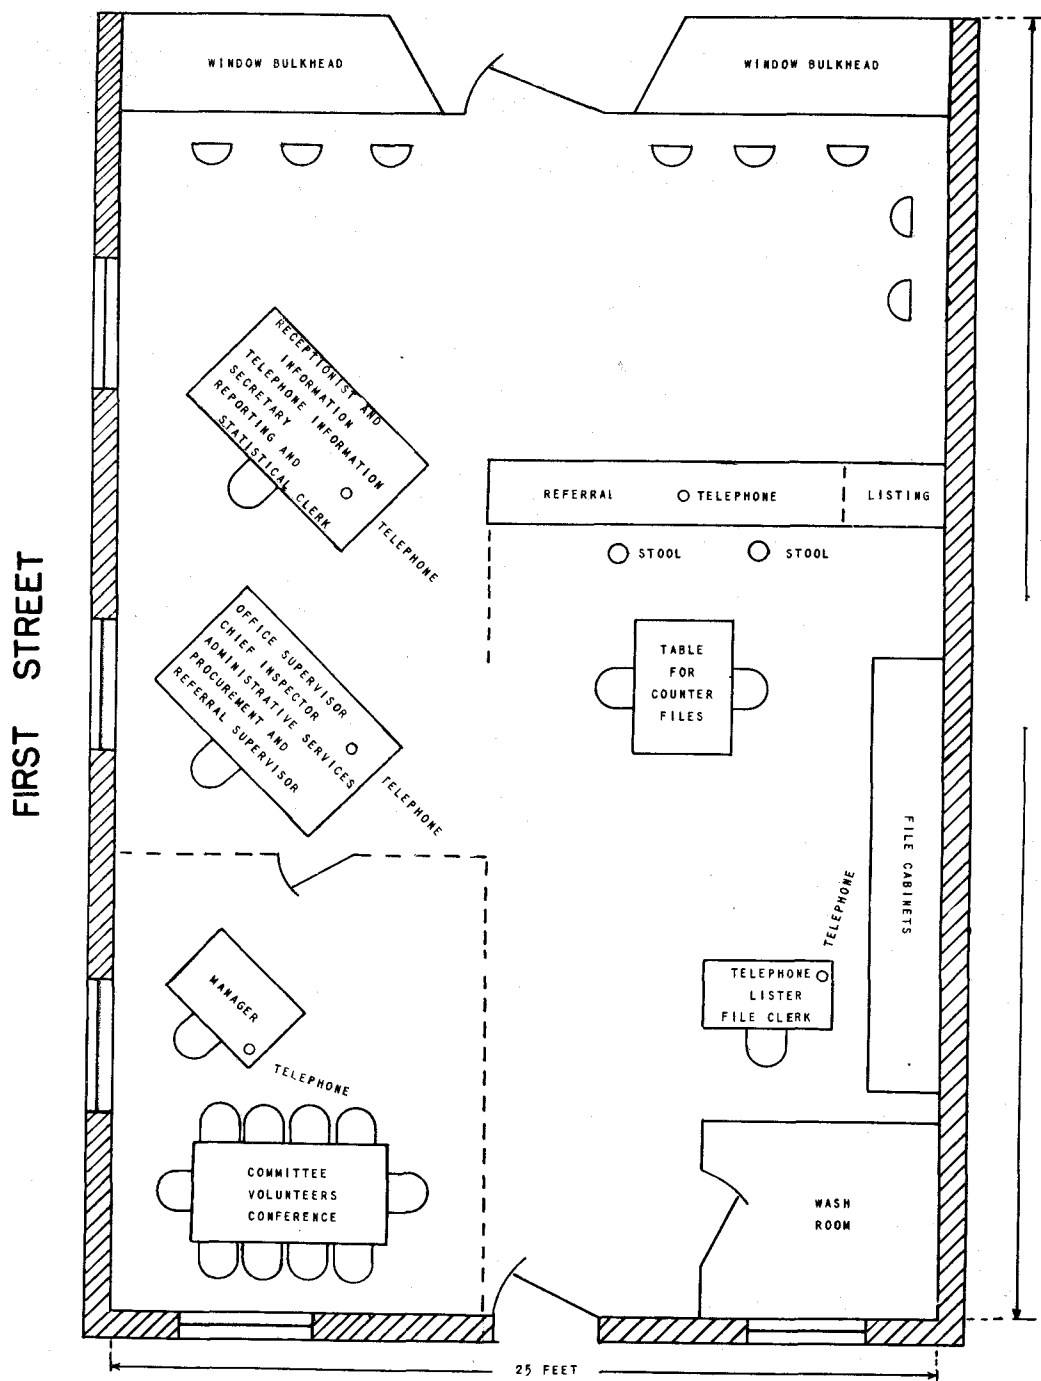 WINDOW BULKHEAD
WINDOW BULKHEAD
RECEPTIONIST AND
INFORMATION
TELEPHONE INFORMATION
SECRETARY
REPORTING AND
STATISTICAL CLERK
TELEPHONE
REFERRAL
TELEPHONE
LISTING
STOOL
STOOL
FIRST STREET
OFFICE SUPERVISOR
CHIEF INSPECTOR
ADMINISTRATIVE SERVICES
PROCUREMENT AND
REFERRAL SUPERVISOR
TELEPHONE
TABLE
FOR
COUNTER
FILES
FILE CABINETS
TELEPHONE
TELEPHONE
LISTER
FILE CLERK
MANAGER
TELEPHONE
COMMITTEE
VOLUNTEERS
CONFERENCE
WASH
ROOM
25 FEET